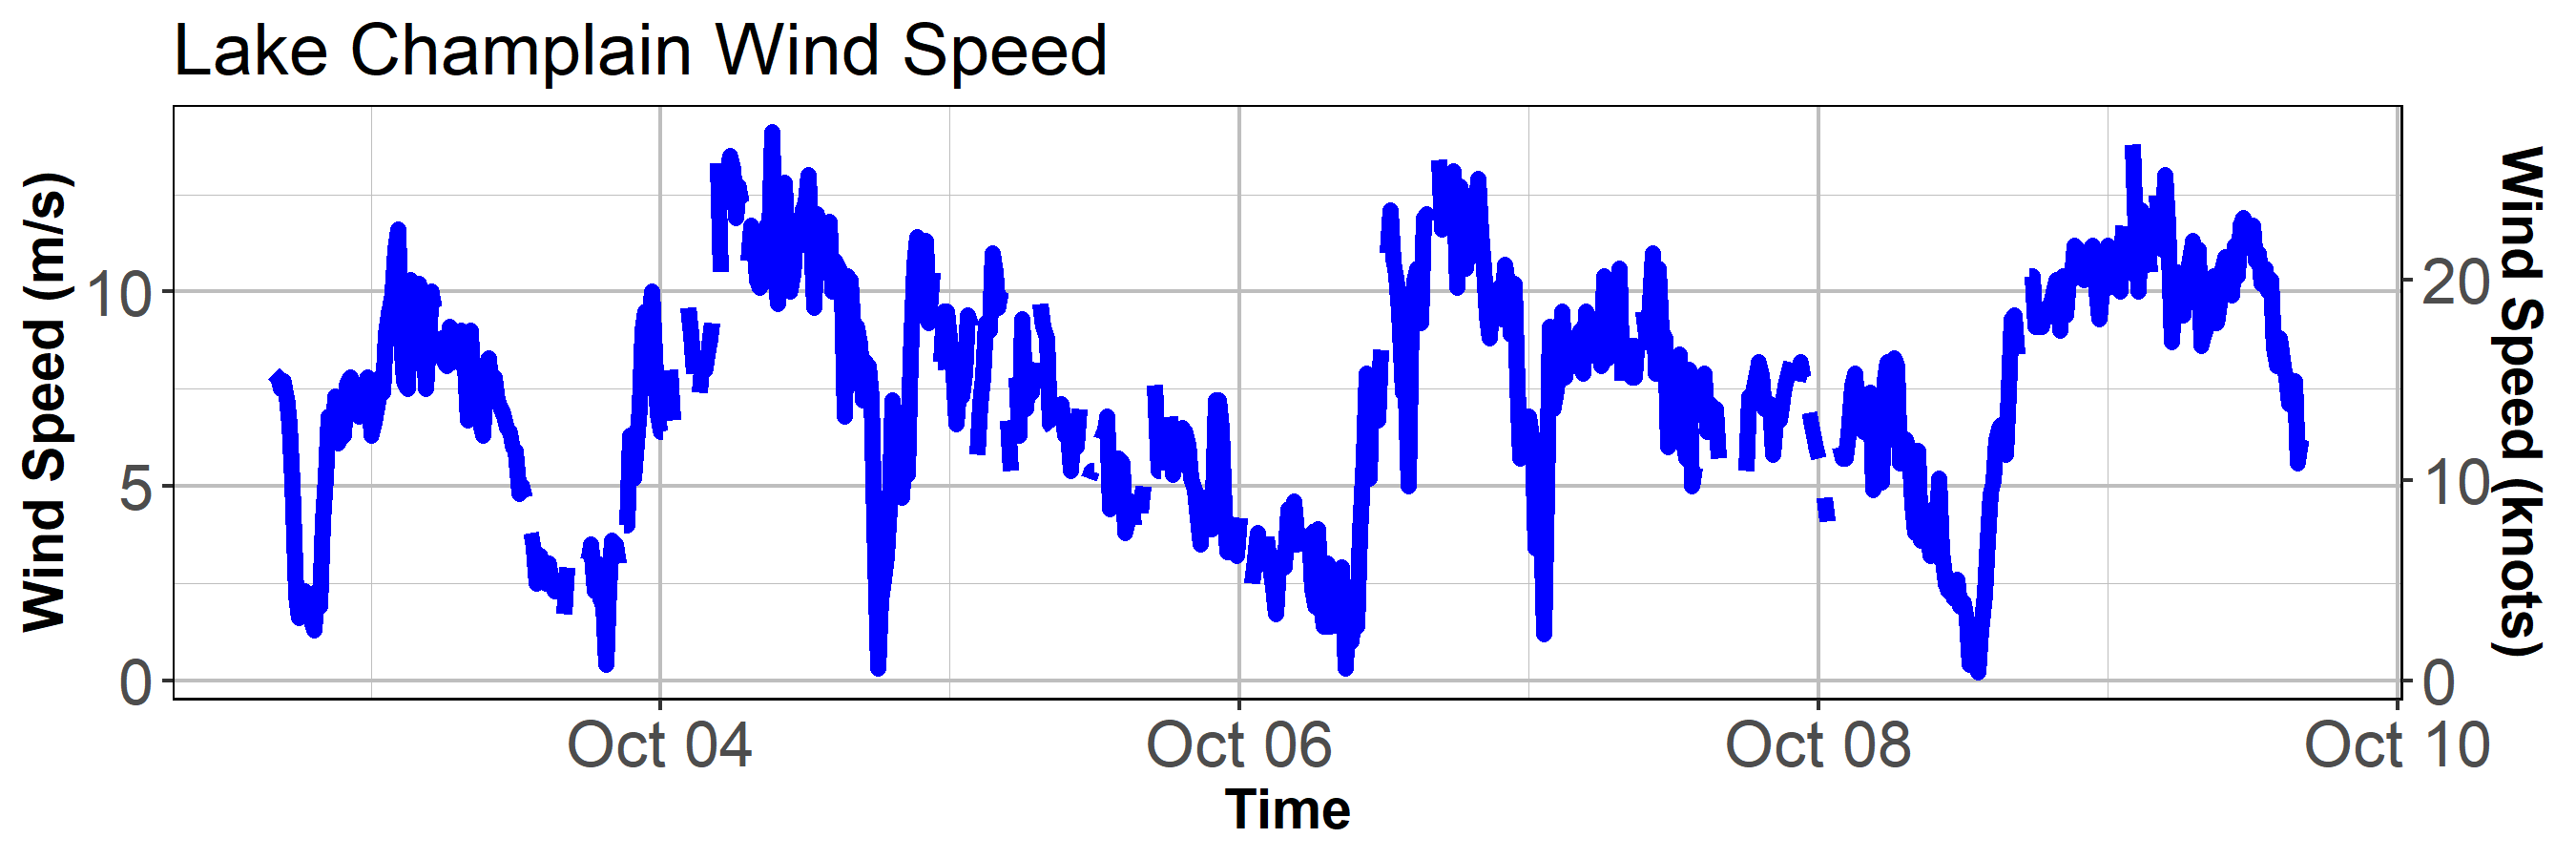 Lake Champlain Wind Speed
Wind Speed (m/s)
10
5
0
Wind Speed (knots)
20
10
0
Oct 04
Oct 06
Oct 08
Oct 10
Time